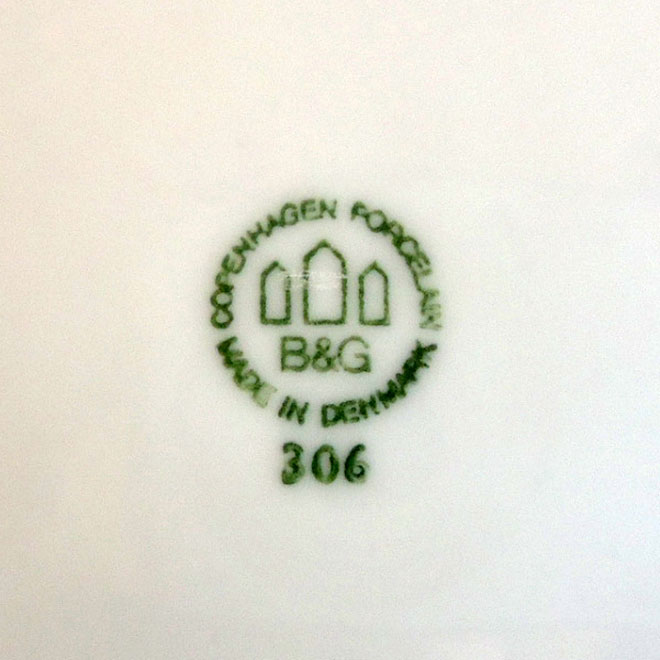 COPENHAGEN PORCELAIN
B&G
MADE IN DENMARK
306